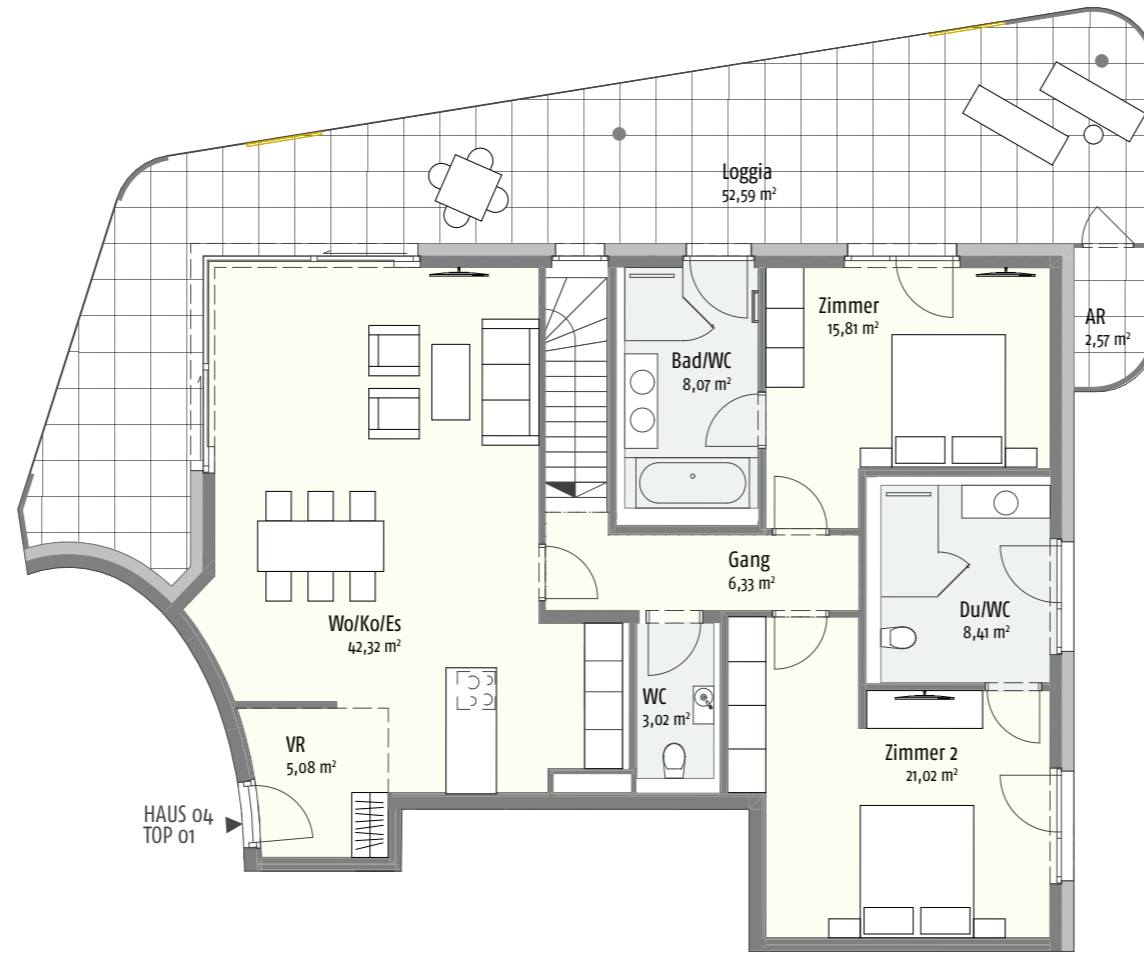 Loggia
52,59 m²
Zimmer
15,81 m²
AR
2,57 m²
Bad/WC
8,07 m²
Gang
6,33 m²
Du/WC
8,41 m²
Wo/Ko/Es
42,32 m²
WC
3,02 m²
VR
5,08 m²
Zimmer 2
21,02 m²
HAUS 04
TOP 01